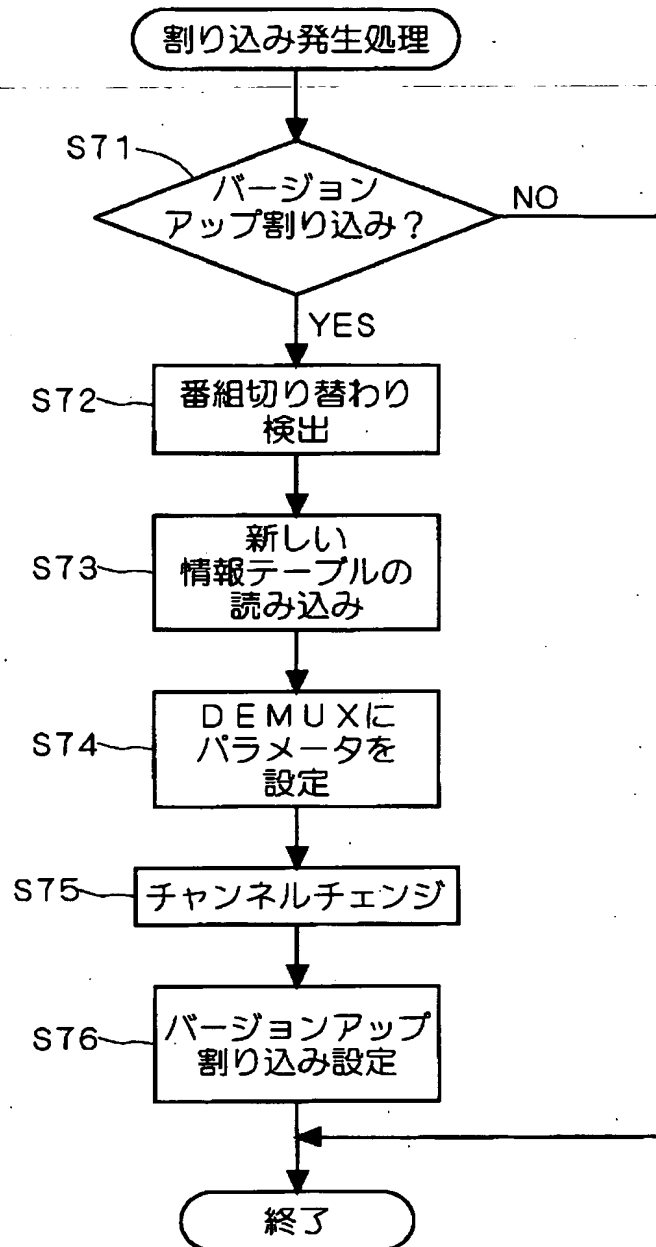 割り込み発生処理
S71
バージョン
アップ割り込み?
NO
YES
S72
番組切り替わり
検出
S73
新しい
情報テーブルの
読み込み
S74
DEMUXに
パラメータを
設定
S75
チャンネルチェンジ
S76
バージョンアップ
割り込み設定
終了